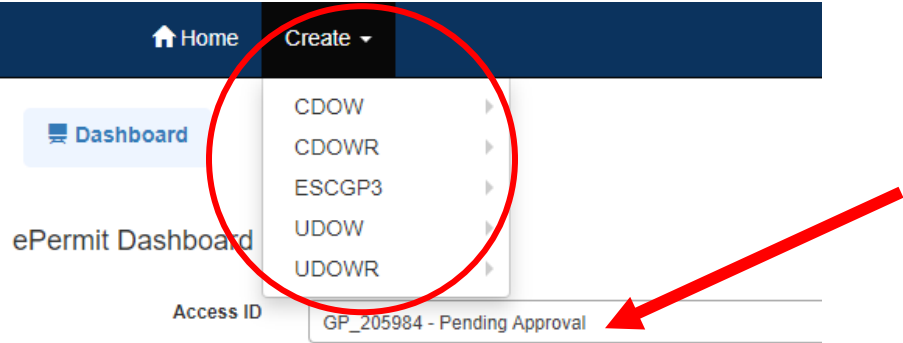 Home Create
CDOW
Dashboard
CDOWR
ESCGP3
UDOW
ePermit Dashboard
UDOWR
Access ID
GP_205984 - Pending Approval